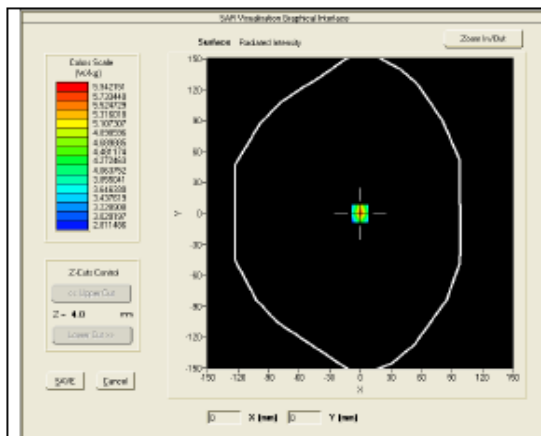 SAR Visualisation Graphical Interface
Surface Radiated Intensity
Zoom In/Out
Colors Scale
(W/kg)
5.942151
5.733440
5.524729
5.316018
5.107307
4.898596
4.689885
4.481174
4.272463
4.063752
3.855041
3.646330
3.437619
3.228908
3.020197
2.811486
Z-Cuts Control
<< Upper Cut
Z = 4.0 mm
Lower Cut >>
SAVE Cancel
150
120
90
60
30
Y 0
-30
-60
-90
-120
-150
-150 -120 -90 -60 -30 0 30 60 90 120 150
X
0 X (mm) 0 Y (mm)